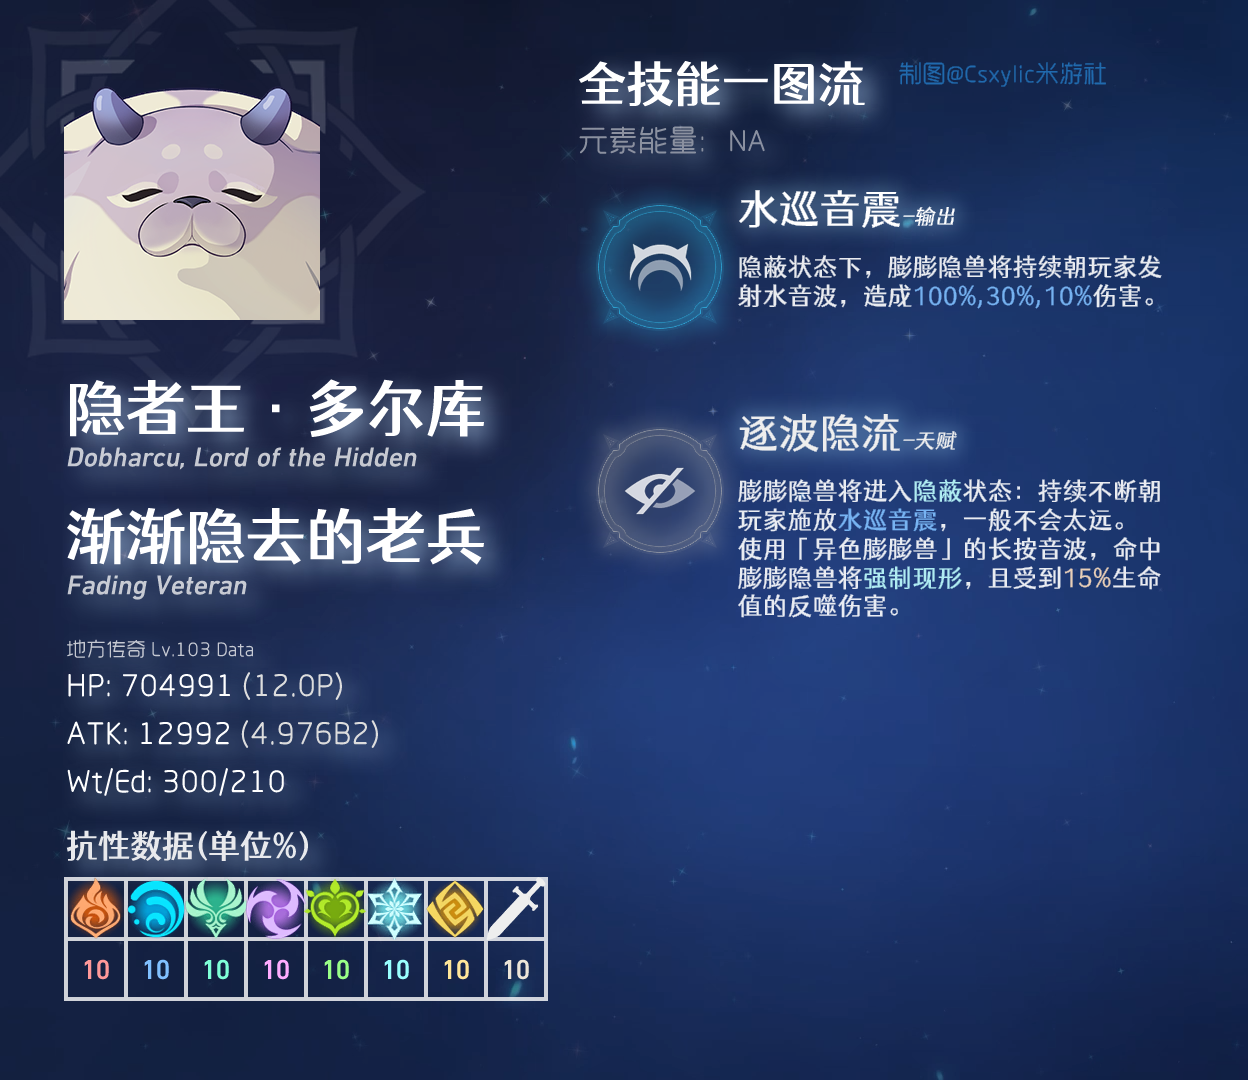 全技能一图流
制图@Csxylic米游社
元素能量： NA
水巡音震-输出
隐蔽状态下，膨膨隐兽将持续朝玩家发
射水音波，造成100%,30%,10%伤害。
隐者王·多尔库
Dobharcu, Lord of the Hidden
渐渐隐去的老兵
Fading Veteran
逐波隐流-天赋
膨膨隐兽将进入隐蔽状态：持续不断朝
玩家施放水巡音震，一般不会太远。
使用「异色膨膨兽」的长按音波，命中
膨膨隐兽将强制现形，且受到15%生命
值的反噬伤害。
地方传奇 Lv.103 Data
HP: 704991 (12.0P)
ATK: 12992 (4.976B2)
Wt/Ed: 300/210
抗性数据(单位%)
10 10 10 10 10 10 10 10